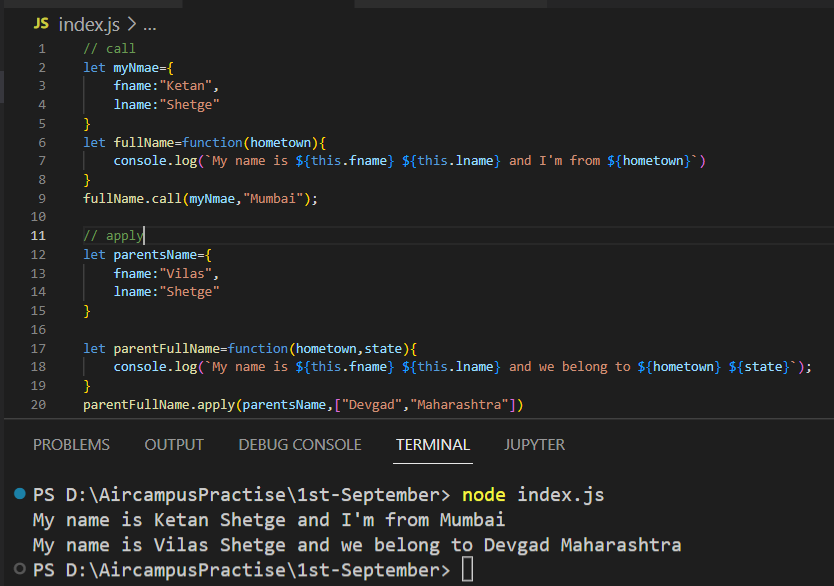 JS index.js > ...
1 // call
2 let myNmae={
3 fname:"Ketan",
4 lname:"Shetge"
5 }
6 let fullName=function(hometown){
7 console.log(`My name is ${this.fname} ${this.lname} and I'm from ${hometown}`)
8 }
9 fullName.call(myNmae,"Mumbai");
10
11 // apply
12 let parentsName={
13 fname:"Vilas",
14 lname:"Shetge"
15 }
16
17 let parentFullName=function(hometown,state){
18 console.log(`My name is ${this.fname} ${this.lname} and we belong to ${hometown} ${state}`);
19 }
20 parentFullName.apply(parentsName,["Devgad","Maharashtra"])
PROBLEMS OUTPUT DEBUG CONSOLE TERMINAL JUPYTER
PS D:\AircampusPractise\1st-September> node index.js
My name is Ketan Shetge and I'm from Mumbai
My name is Vilas Shetge and we belong to Devgad Maharashtra
PS D:\AircampusPractise\1st-September>